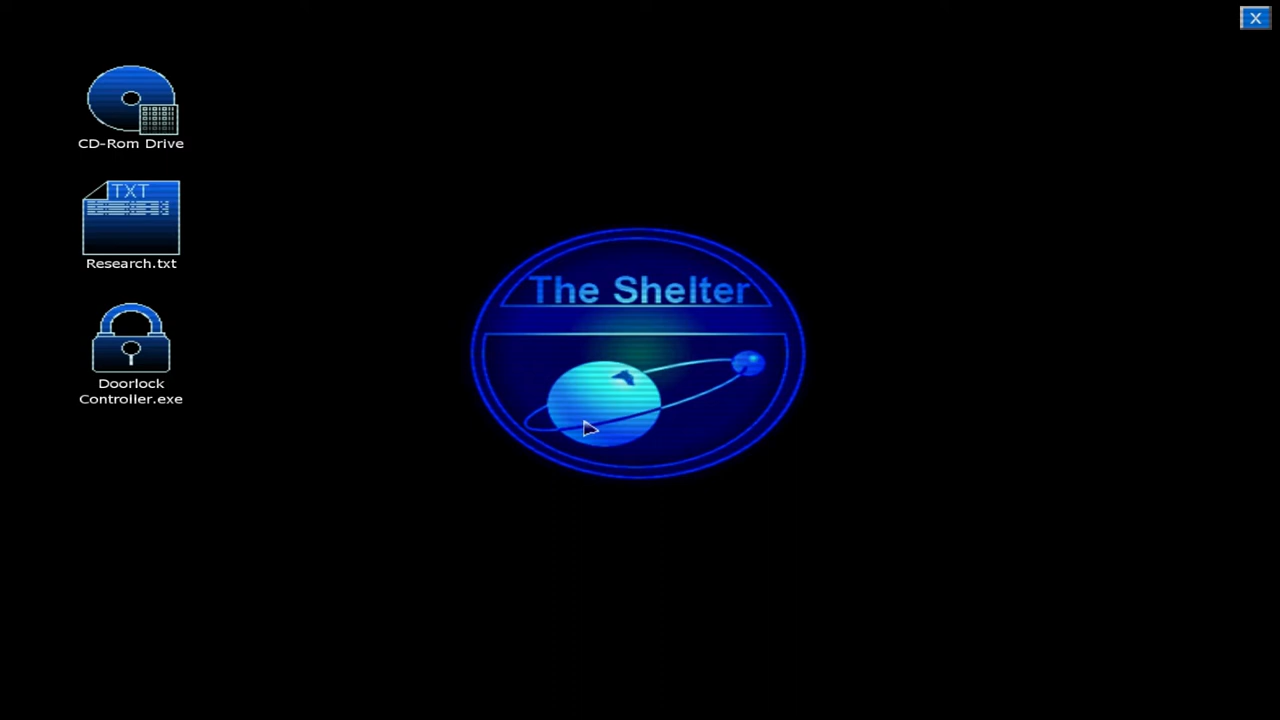 X
CD-Rom Drive
TXT
Research.txt
Doorlock
Controller.exe
The Shelter